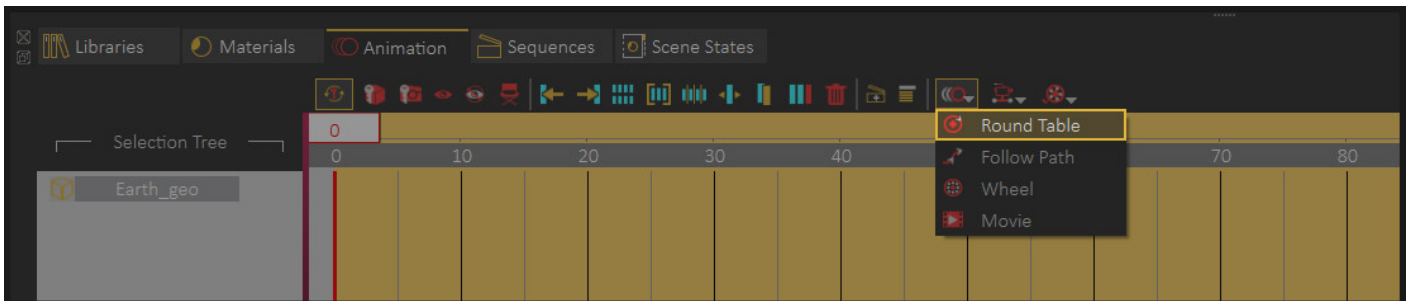 Libraries Materials Animation Sequences Scene States
0 Round Table
Selection Tree
0 10 20 30 40 Follow Path 70 80
Earth_geo Wheel
Movie